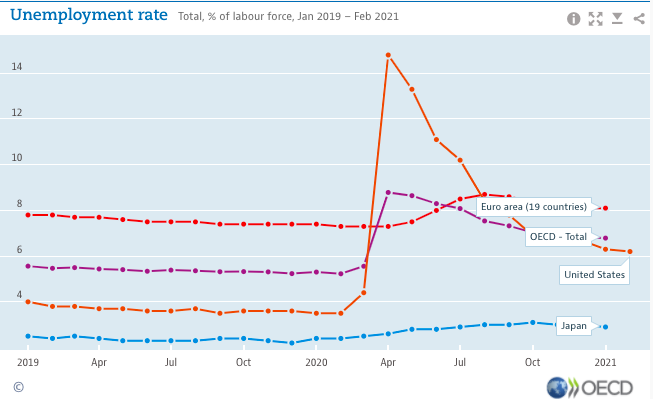 Unemployment rate Total, % of labour force, Jan 2019 – Feb 2021
14
12
10
8
6
4
Euro area (19 countries)
OECD - Total
United States
Japan
2019 Apr Jul Oct 2020 Apr Jul Oct 2021
© OECD